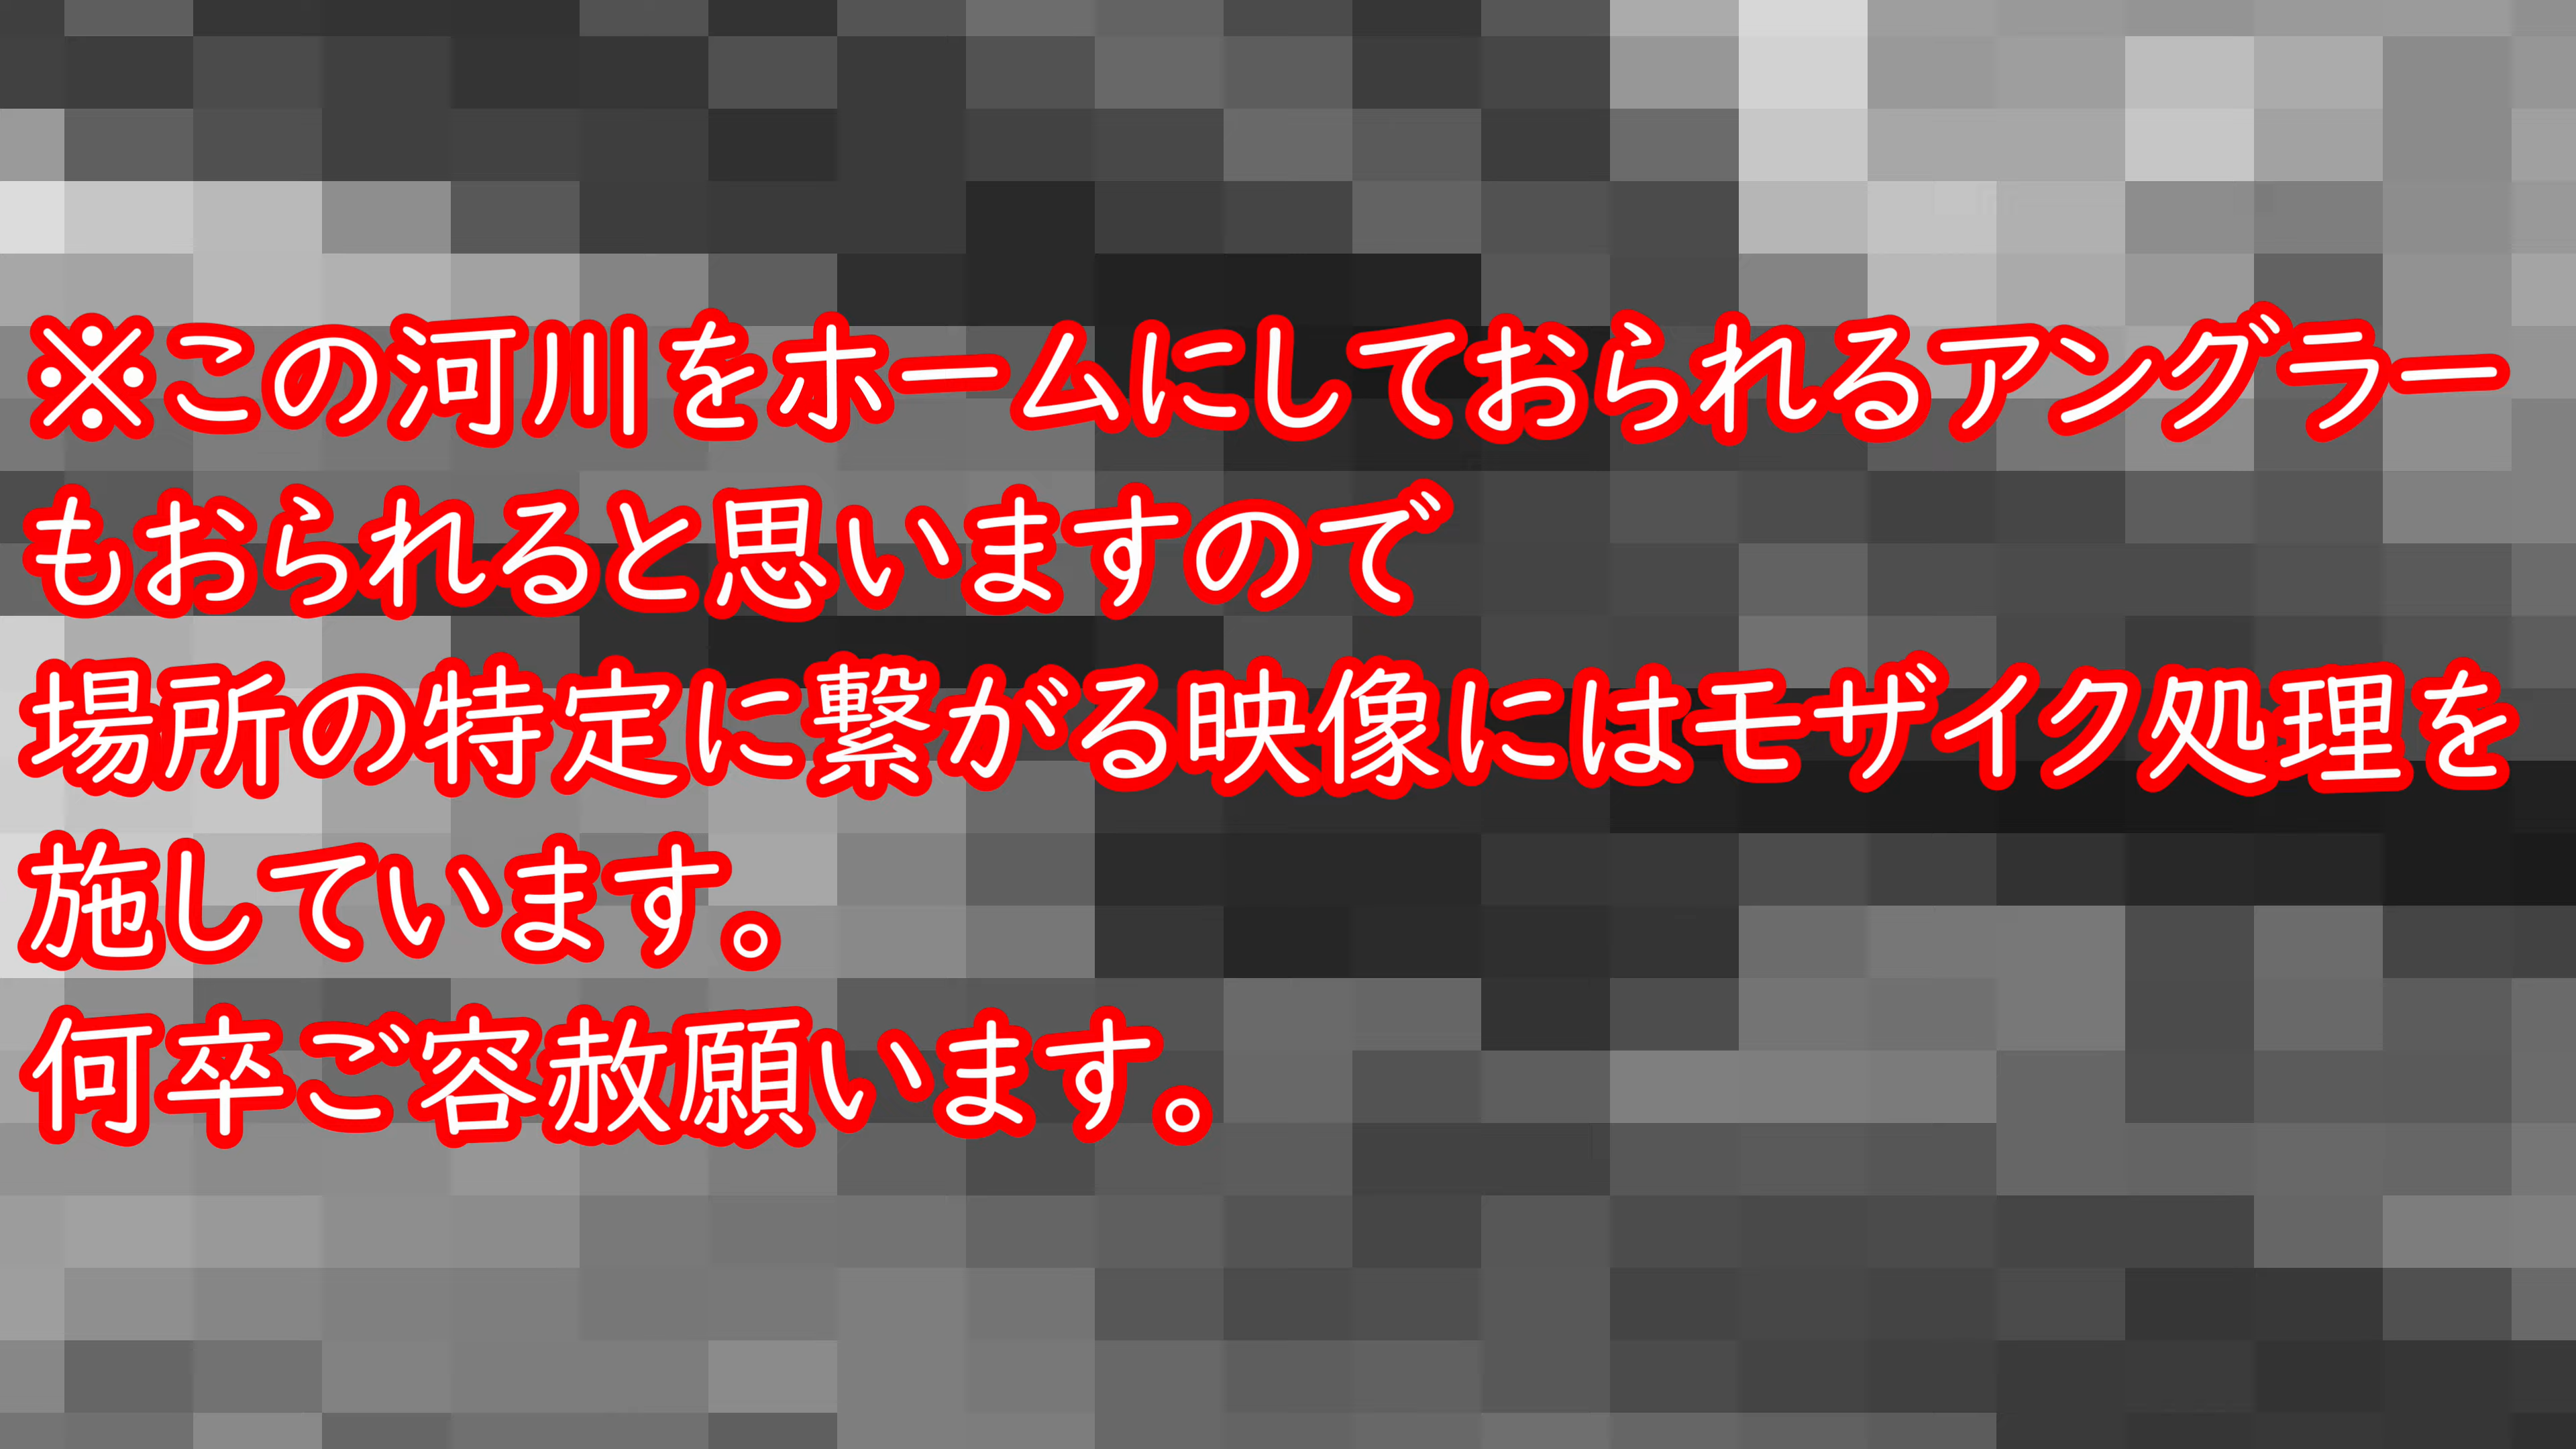 ※この河川をホームにしておられるアングラー
もおられると思いますので
場所の特定に繋がる映像にはモザイク処理を
施しています。
何卒ご容赦願います。